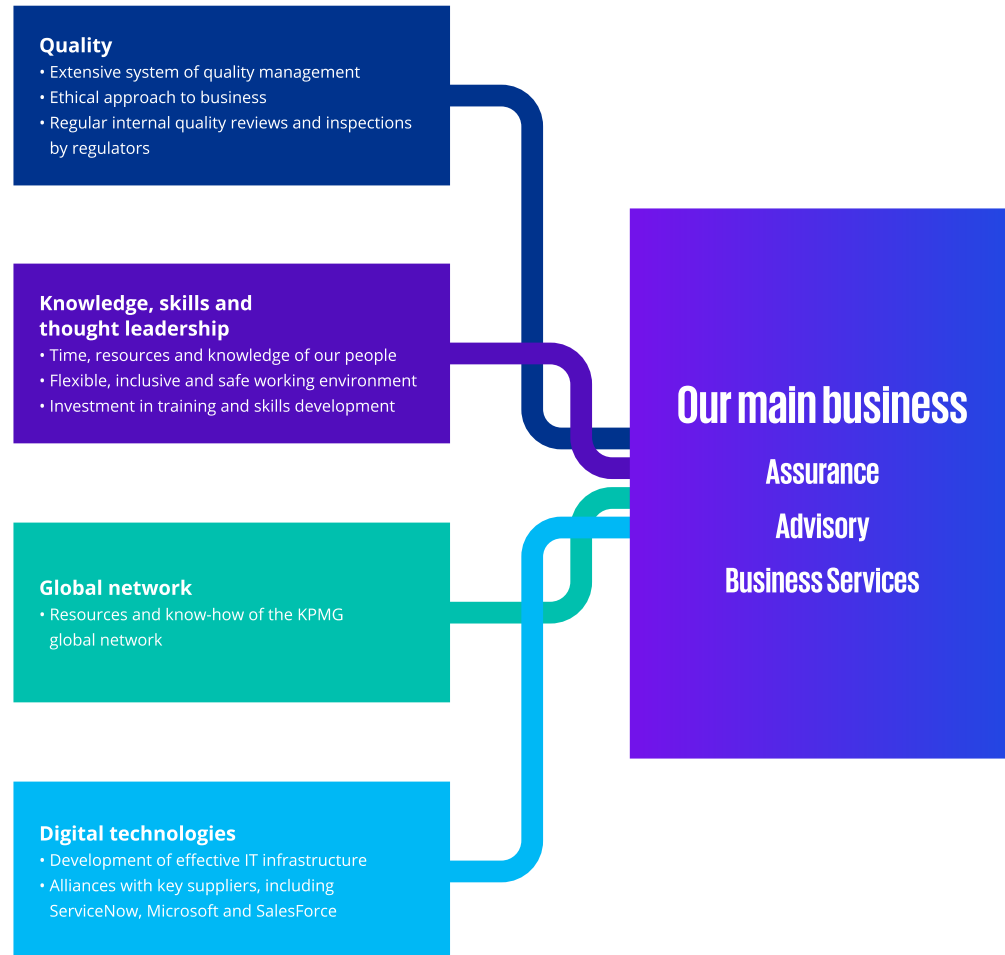 Quality
• Extensive system of quality management
• Ethical approach to business
• Regular internal quality reviews and inspections
by regulators
Knowledge, skills and
thought leadership
• Time, resources and knowledge of our people
• Flexible, inclusive and safe working environment
• Investment in training and skills development
Global network
• Resources and know-how of the KPMG
global network
Digital technologies
• Development of effective IT infrastructure
• Alliances with key suppliers, including
ServiceNow, Microsoft and SalesForce
Our main business
Assurance
Advisory
Business Services